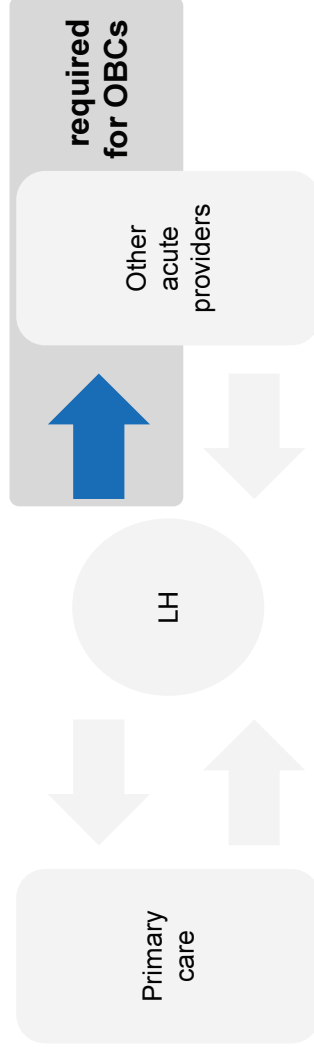 Primary
care
LH
Other
acute
providers
required
for OBCs